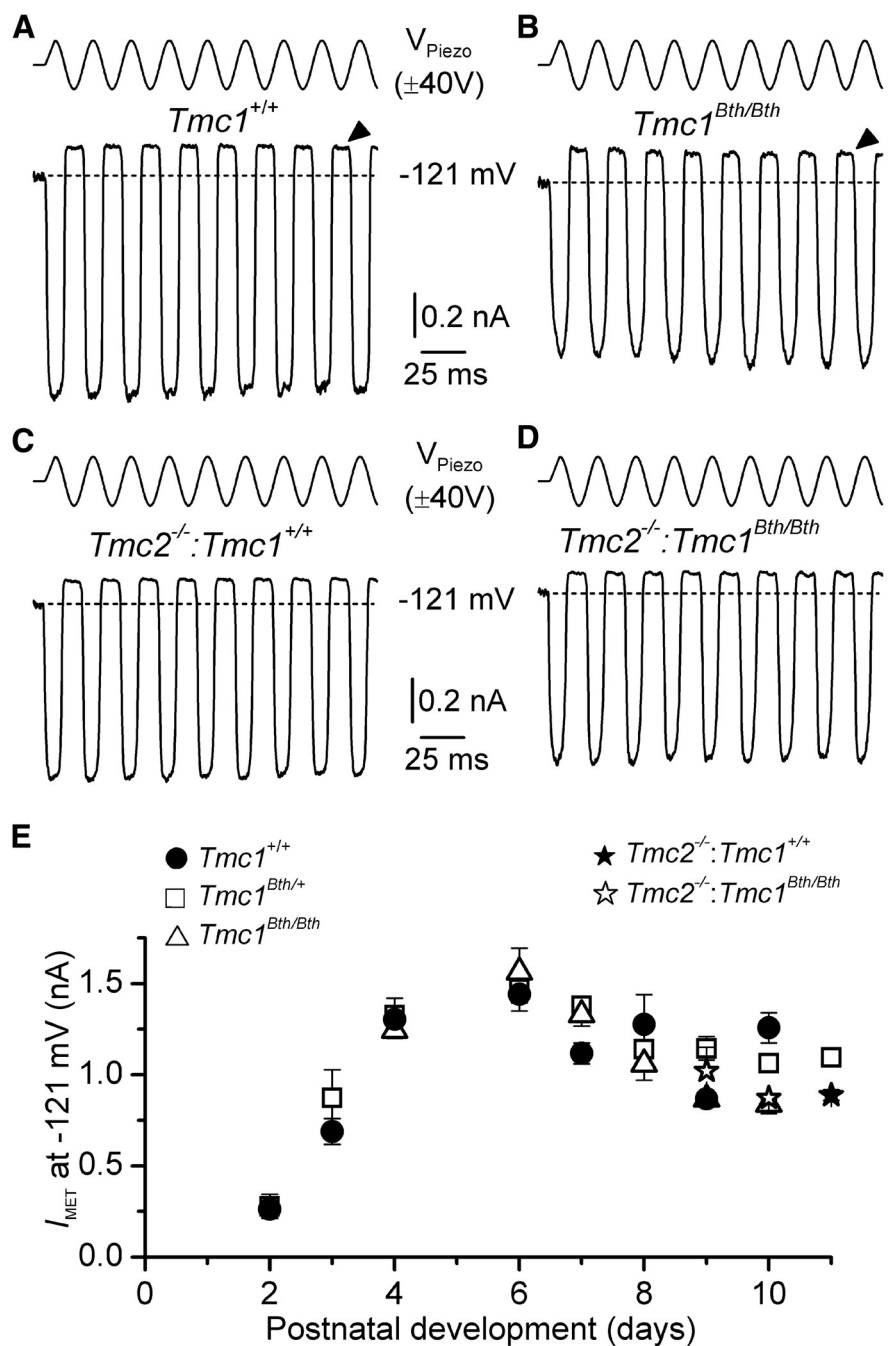 A
V Piezo
(±40V)
B
Tmc1+/+
Tmc1Bth/Bth
-121 mV
0.2 nA
25 ms
C
V Piezo
(±40V)
D
Tmc2-/-:Tmc1+/+
Tmc2-/-:Tmc1Bth/Bth
-121 mV
0.2 nA
25 ms
E
Tmc1+/+
Tmc1Bth/+
Tmc1Bth/Bth
Tmc2-/-:Tmc1+/+
Tmc2-/-:Tmc1Bth/Bth
IMET at -121 mV (nA)
1.5
1.0
0.5
0.0
0 2 4 6 8 10
Postnatal development (days)